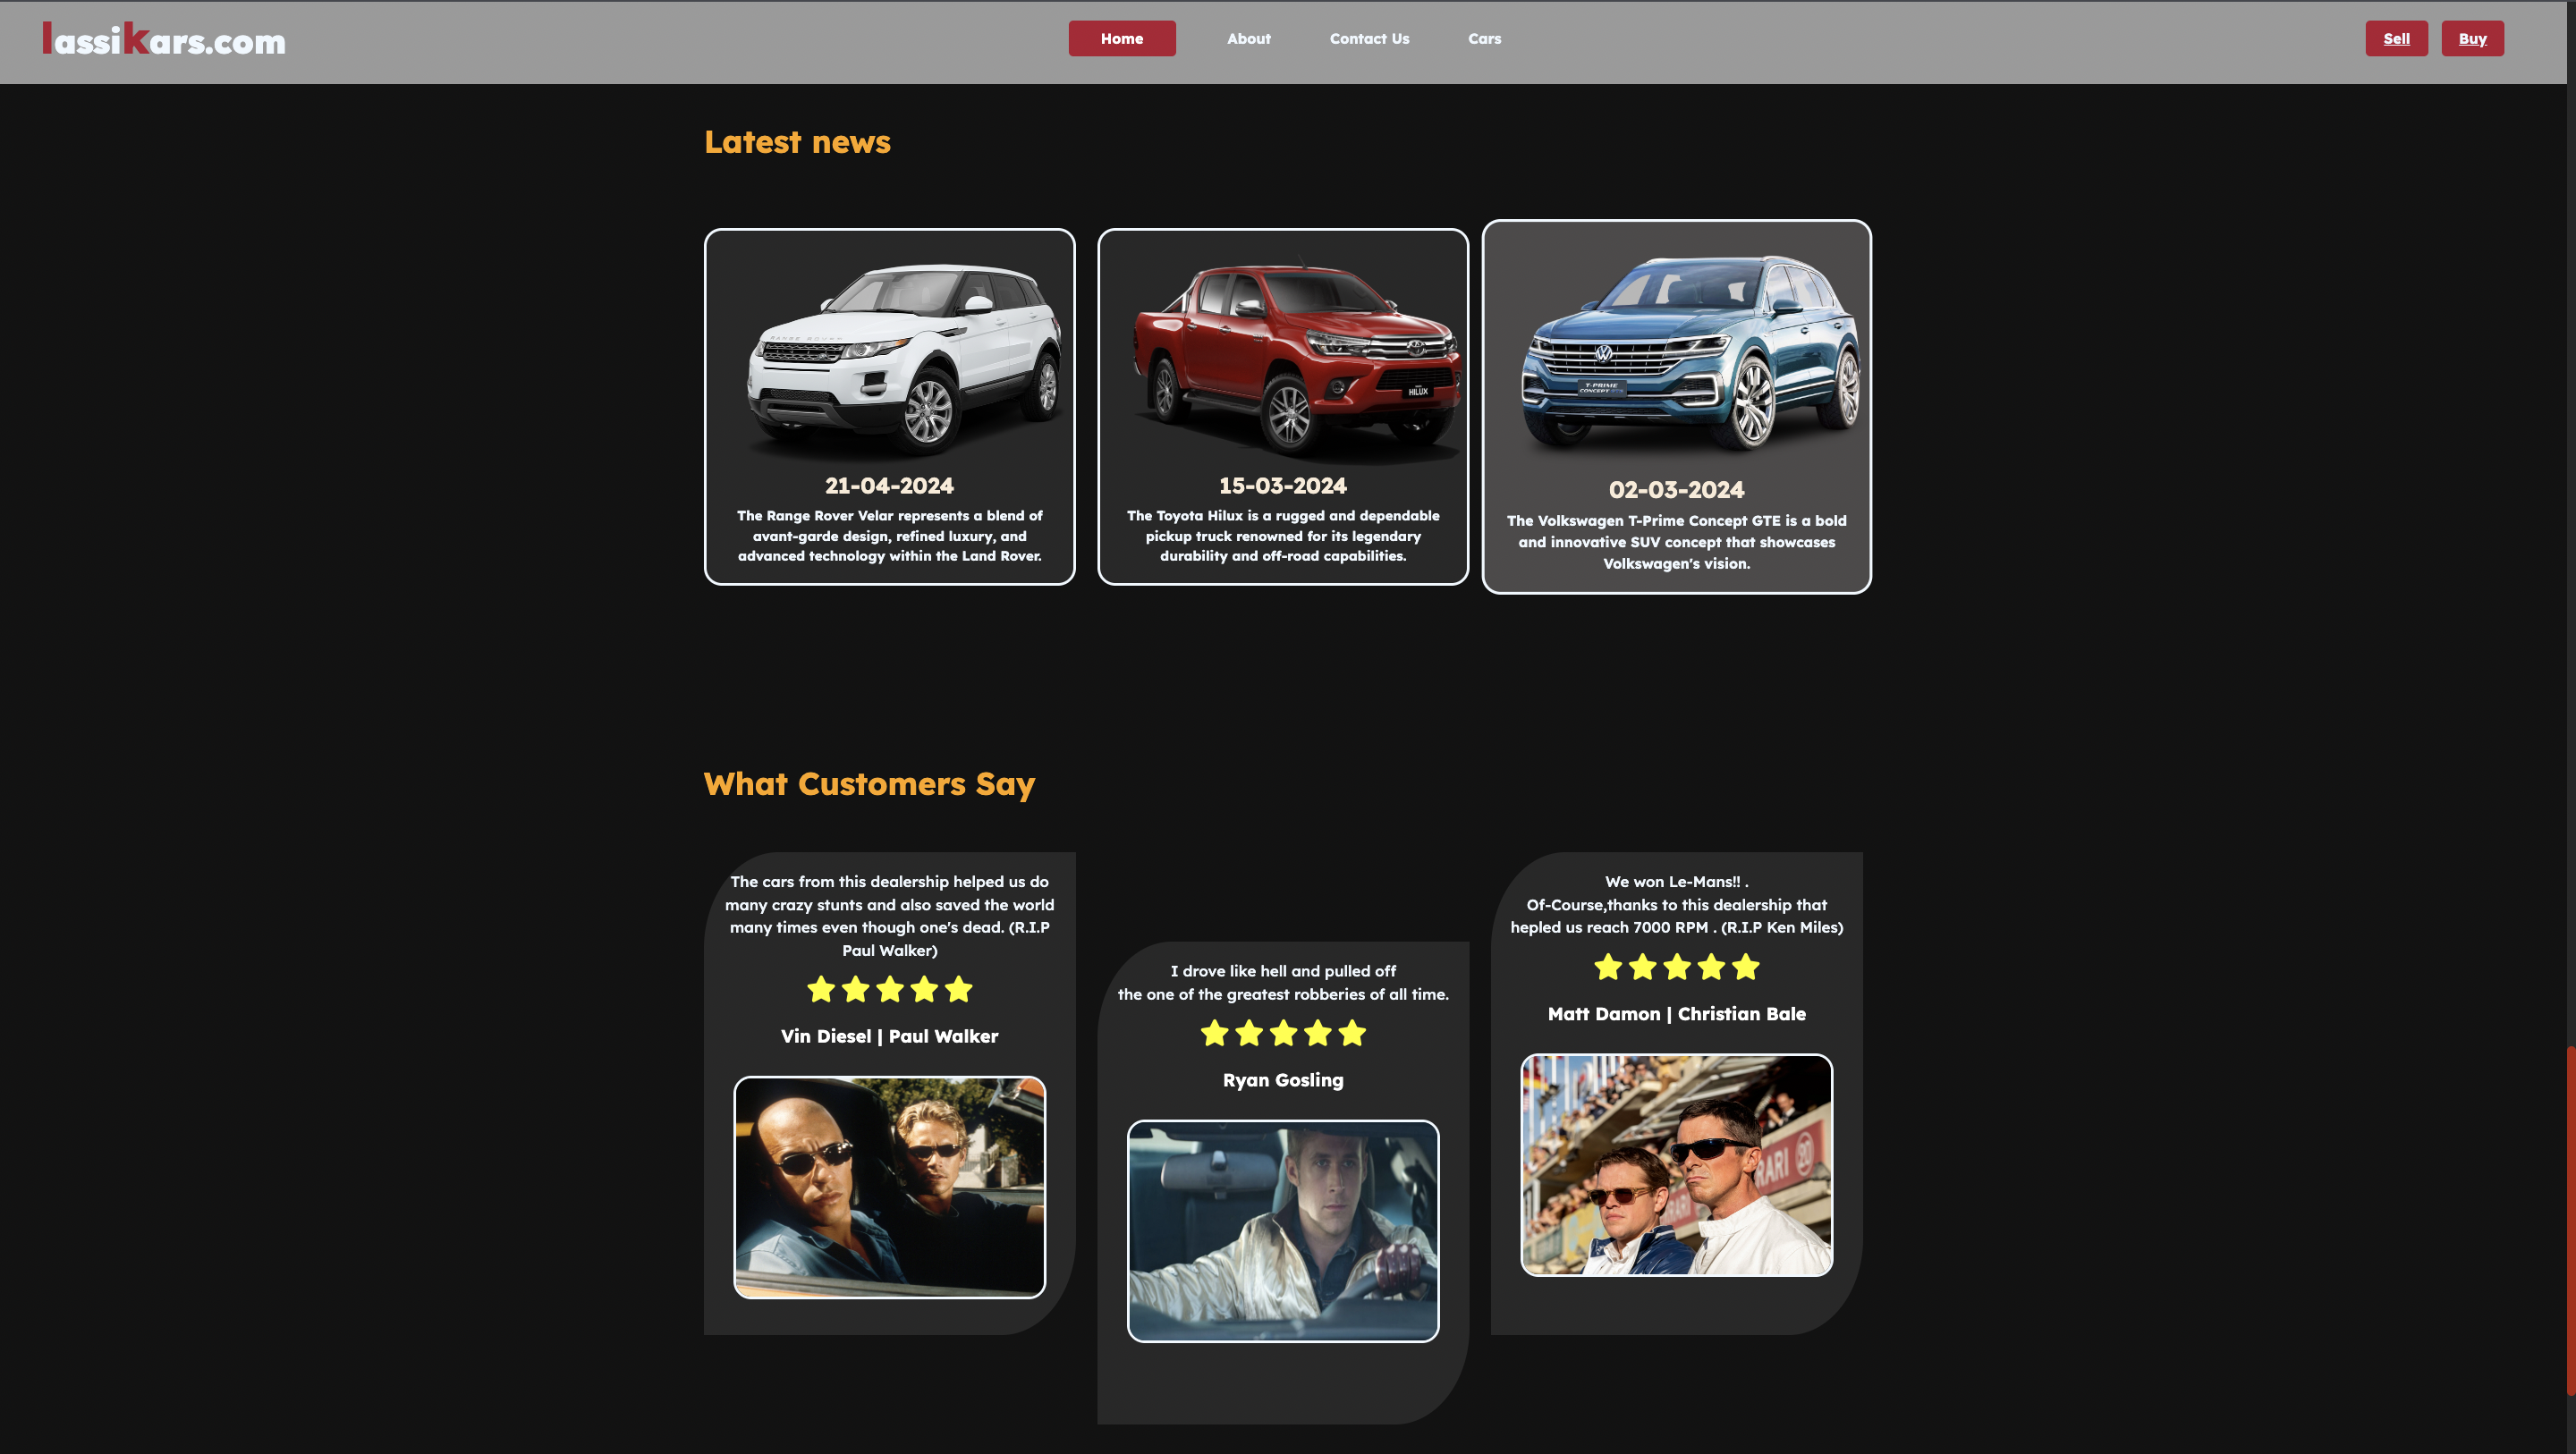 lassikars.com
Home About Contact Us Cars
Sell Buy
Latest news
RANGE ROVER
HILUX
T-PRIME
CONCEPT
21-04-2024
The Range Rover Velar represents a blend of
avant-garde design, refined luxury, and
advanced technology within the Land Rover.
15-03-2024
The Toyota Hilux is a rugged and dependable
pickup truck renowned for its legendary
durability and off-road capabilities.
02-03-2024
The Volkswagen T-Prime Concept GTE is a bold
and innovative SUV concept that showcases
Volkswagen's vision.
What Customers Say
The cars from this dealership helped us do
many crazy stunts and also saved the world
many times even though one's dead. (R.I.P
Paul Walker)
Vin Diesel | Paul Walker
I drove like hell and pulled off
the one of the greatest robberies of all time.
Ryan Gosling
We won Le-Mans!! .
Of-Course,thanks to this dealership that
hepled us reach 7000 RPM . (R.I.P Ken Miles)
Matt Damon | Christian Bale
RARI 20